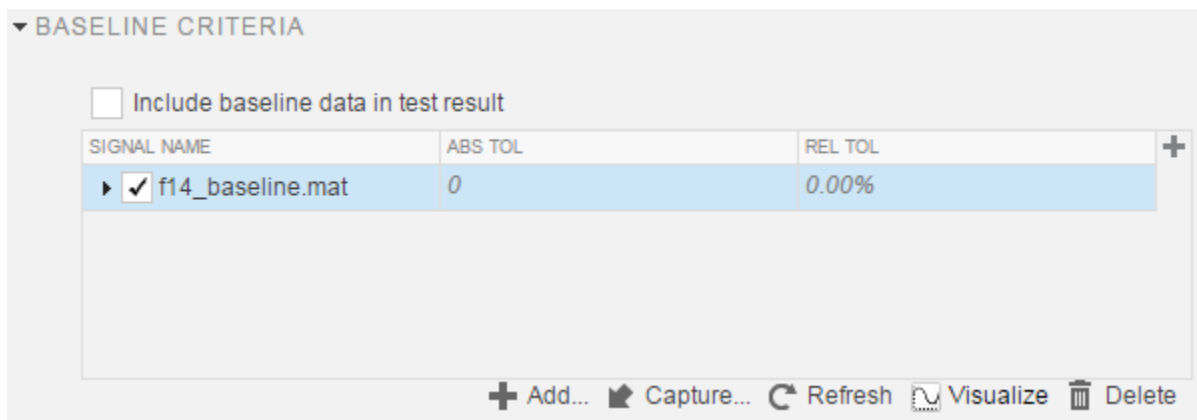 BASELINE CRITERIA
Include baseline data in test result
SIGNAL NAME ABS TOL REL TOL
f14_baseline.mat 0 0.00%
Add... Capture... Refresh Visualize Delete